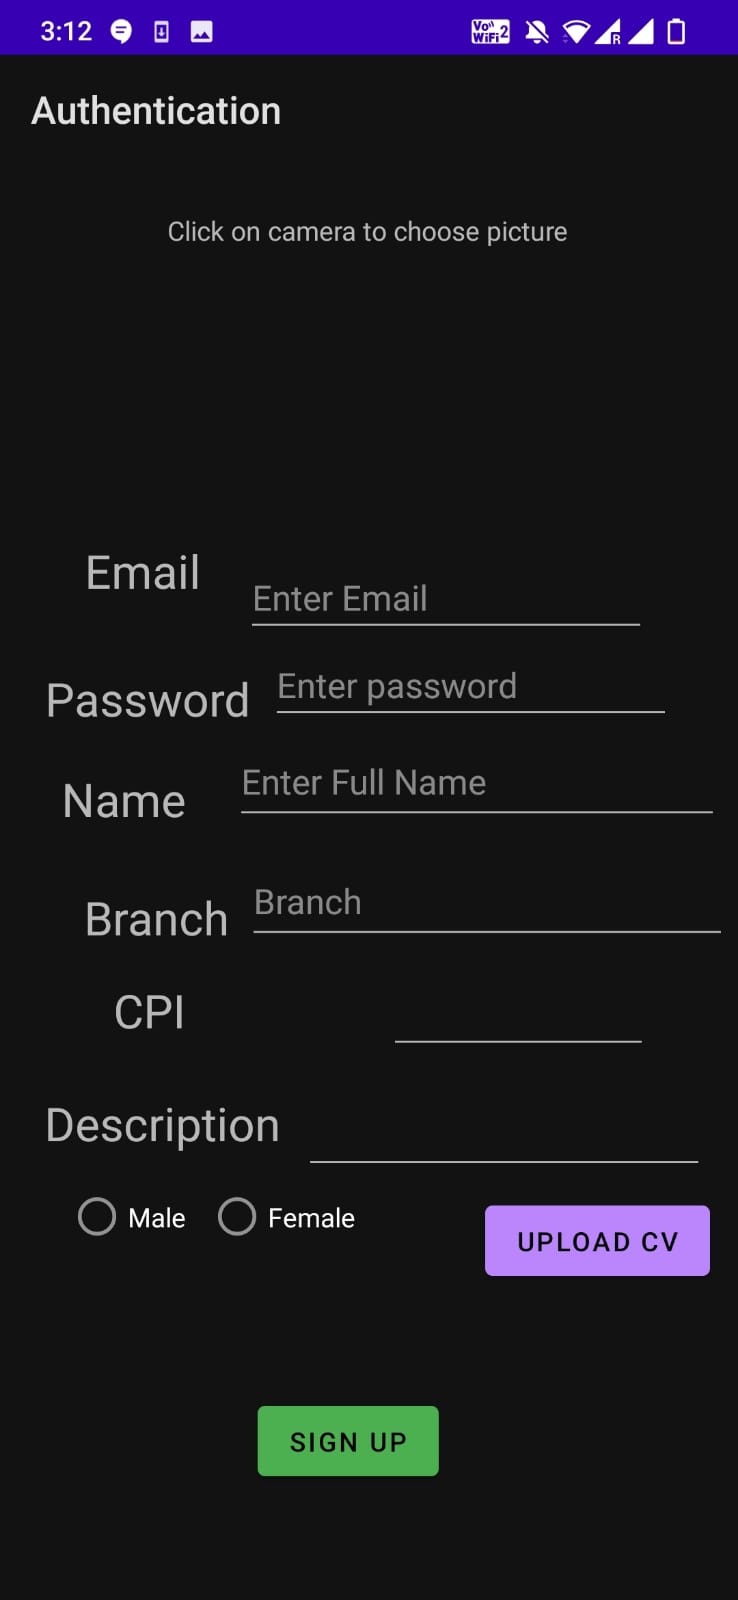 3:12 Vo WiFi 2 R
Authentication
Click on camera to choose picture
Email Enter Email
Password Enter password
Name Enter Full Name
Branch Branch
CPI
Description
Male Female UPLOAD CV
SIGN UP